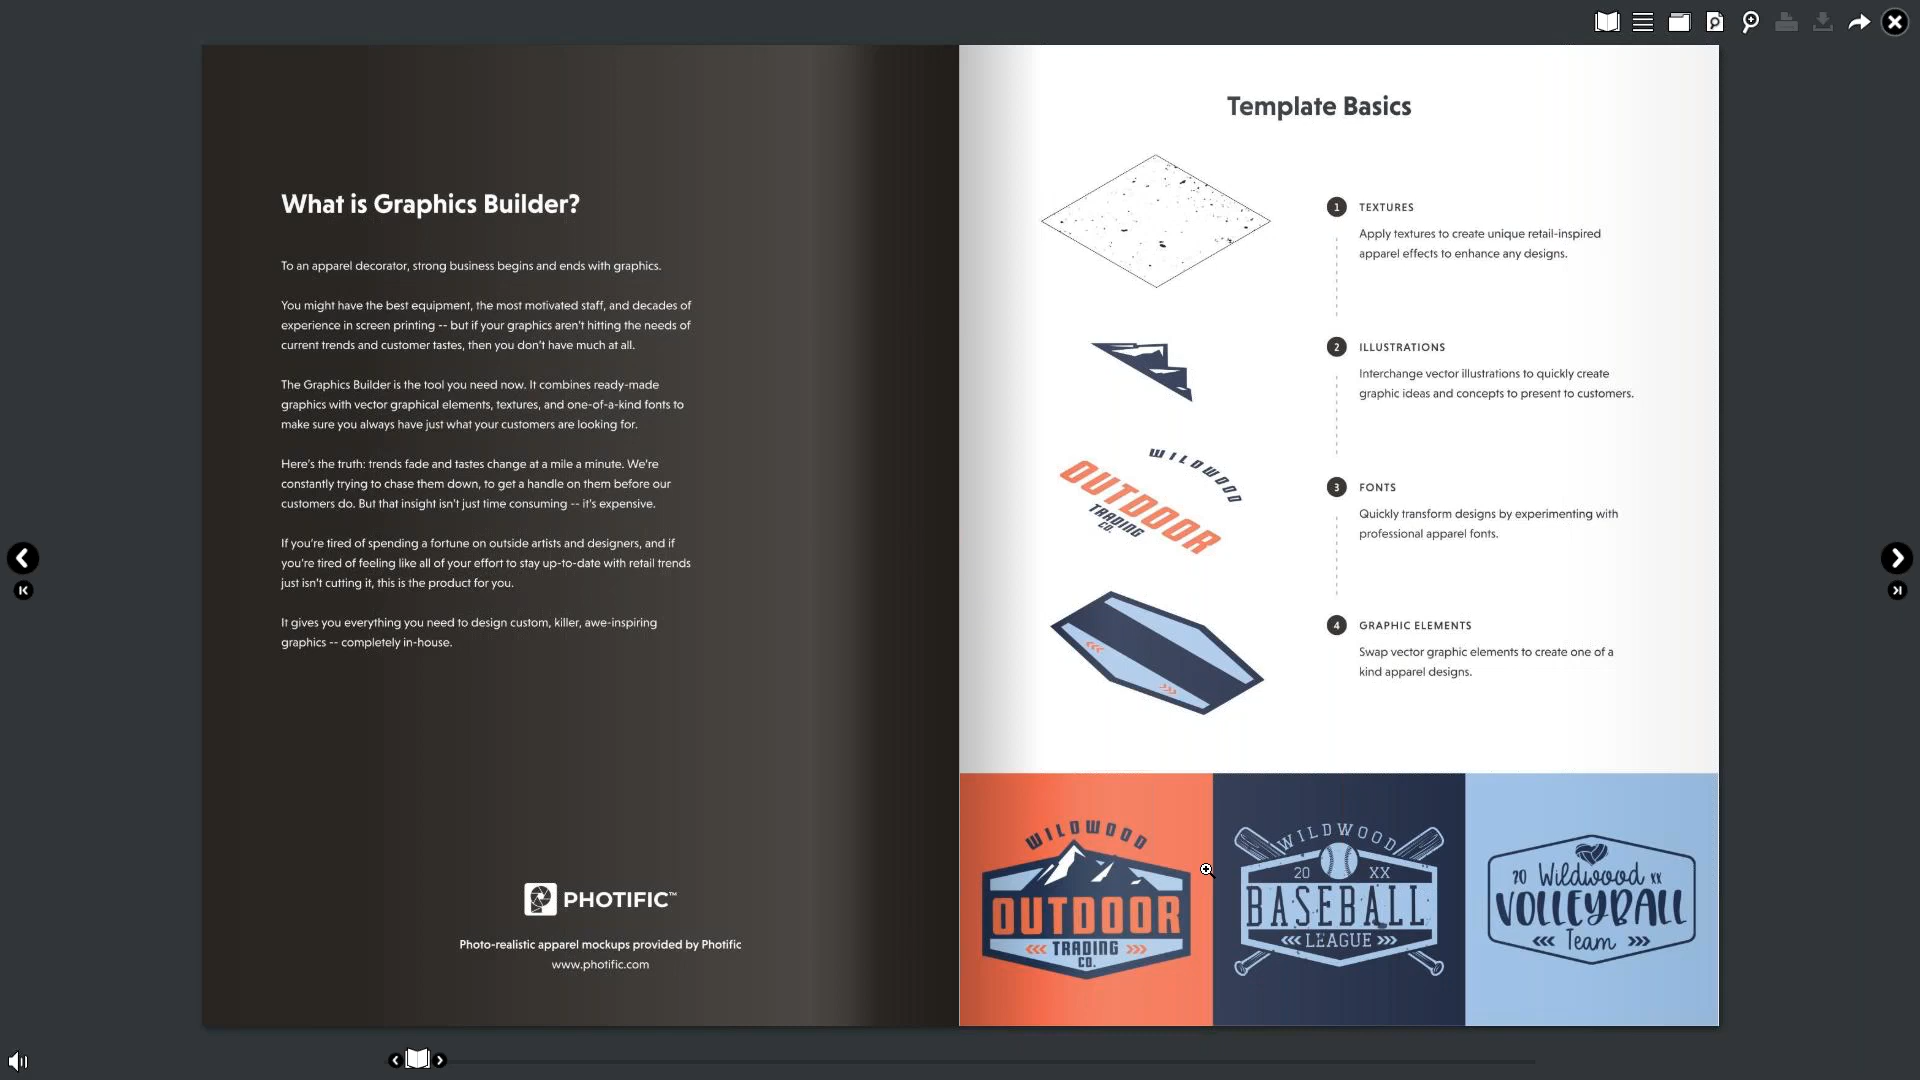 What is Graphics Builder?
To an apparel decorator, strong business begins and ends with graphics.
You might have the best equipment, the most motivated staff, and decades of
experience in screen printing -- but if your graphics aren't hitting the needs of
current trends and customer tastes, then you don't have much at all.
The Graphics Builder is the tool you need now. It combines ready-made
graphics with vector graphical elements, textures, and one-of-a-kind fonts to
make sure you always have just what your customers are looking for.
Here's the truth: trends fade and tastes change at a mile a minute. We're
constantly trying to chase them down, to get a handle on them before our
customers do. But that insight isn't just time consuming -- it's expensive.
If you're tired of spending a fortune on outside artists and designers, and if
you're tired of feeling like all of your effort to stay up-to-date with retail trends
just isn't cutting it, this is the product for you.
It gives you everything you need to design custom, killer, awe-inspiring
graphics -- completely in-house.
PHOTIFIC™
Photo-realistic apparel mockups provided by Photific
www.photific.com
Template Basics
1 TEXTURES
Apply textures to create unique retail-inspired
apparel effects to enhance any designs.
2 ILLUSTRATIONS
Interchange vector illustrations to quickly create
graphic ideas and concepts to present to customers.
WILDWOOD
OUTDOOR
TRADING
CO.
3 FONTS
Quickly transform designs by experimenting with
professional apparel fonts.
4 GRAPHIC ELEMENTS
Swap vector graphic elements to create one of a
kind apparel designs.
WILDWOOD
OUTDOOR
TRADING
CO.
WILDWOOD
20 XX
BASEBALL
LEAGUE
20 Wildwood XX
VOLLEYBALL
Team